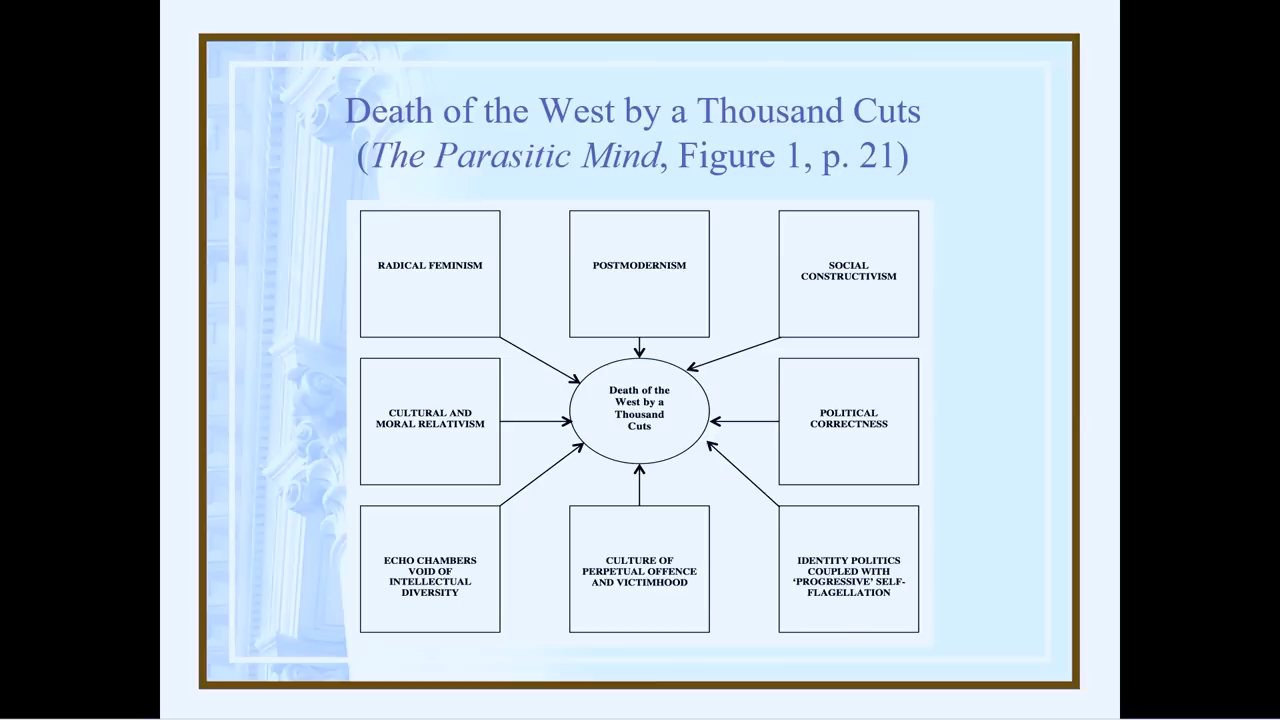 Death of the West by a Thousand Cuts
(The Parasitic Mind, Figure 1, p. 21)
RADICAL FEMINISM
POSTMODERNISM
SOCIAL
CONSTRUCTIVISM
CULTURAL AND
MORAL RELATIVISM
Death of the
West by a
Thousand
Cuts
POLITICAL
CORRECTNESS
ECHO CHAMBERS
VOID OF
INTELLECTUAL
DIVERSITY
CULTURE OF
PERPETUAL OFFENCE
AND VICTIMHOOD
IDENTITY POLITICS
COUPLED WITH
‘PROGRESSIVE’ SELF-
FLAGELLATION